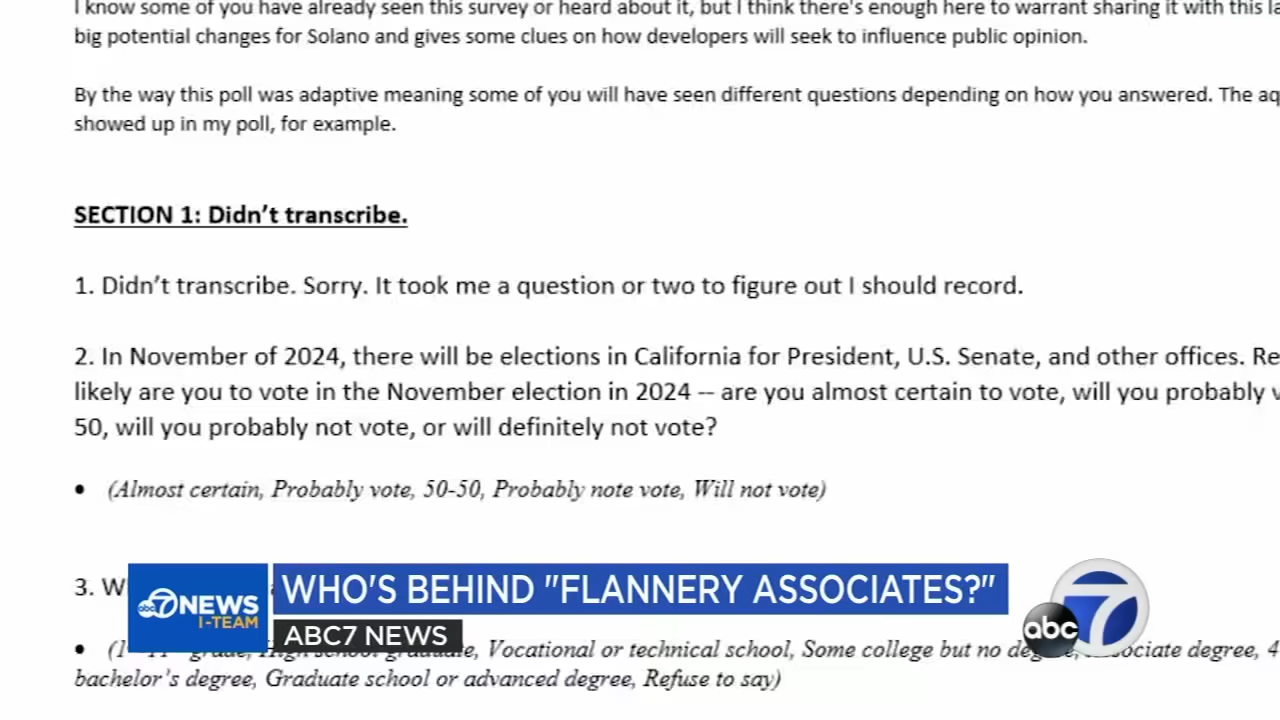 I know some of you have already seen this survey or heard about it, but I think there's enough here to warrant sharing it with this
big potential changes for Solano and gives some clues on how developers will seek to influence public opinion.
By the way this poll was adaptive meaning some of you will have seen different questions depending on how you answered. The
showed up in my poll, for example.
SECTION 1: Didn't transcribe.
1. Didn't transcribe. Sorry. It took me a question or two to figure out I should record.
2. In November of 2024, there will be elections in California for President, U.S. Senate, and other offices.
likely are you to vote in the November election in 2024 -- are you almost certain to vote, will you probably
50, will you probably not vote, or will definitely not vote?
• (Almost certain, Probably vote, 50-50, Probably note vote, Will not vote)
3.
abc7NEWS
I-TEAM
WHO'S BEHIND "FLANNERY ASSOCIATES?"
ABC7 NEWS
abc 7
• Vocational or technical school, Some college but no degree, Associate degree, 4
bachelor's degree, Graduate school or advanced degree, Refuse to say)